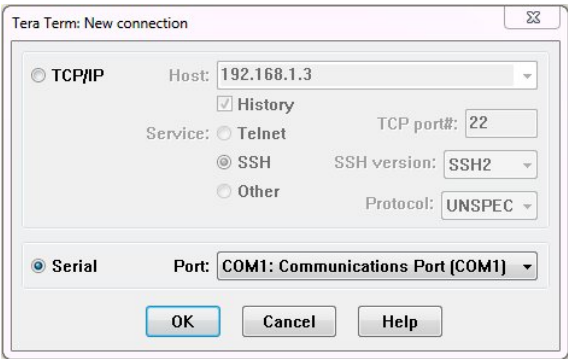 Tera Term: New connection
TCP/IP Host: 192.168.1.3
History
Service: Telnet TCP port#: 22
SSH SSH version: SSH2
Other Protocol: UNSPEC
Serial Port: COM1: Communications Port (COM1)
OK Cancel Help